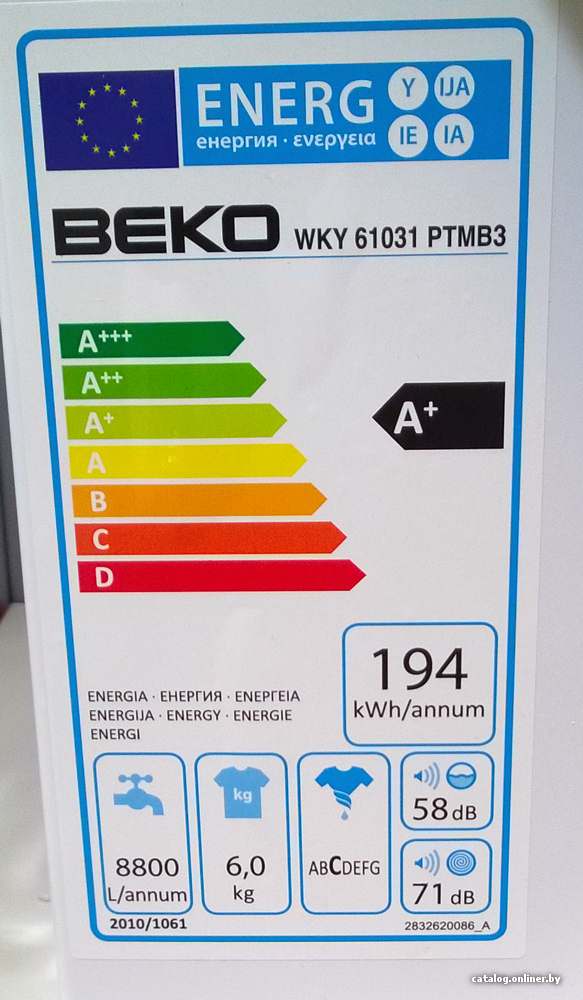 ENERG
Y
IJA
IE
IA
енергия · ενεργεια
BEKO WKY 61031 PTMB3
A+++
A++
A+
A+
A
B
C
D
194
kWh/annum
ENERGIA · ЕНЕРГИЯ · ΕΝΕΡΓΕΙΑ
ENERGIJA · ENERGY · ENERGIE
ENERGI
8800
L/annum
6,0
kg
kg
ABCDEFG
58 dB
71 dB
2010/1061
2832620086_A
catalog.onliner.by